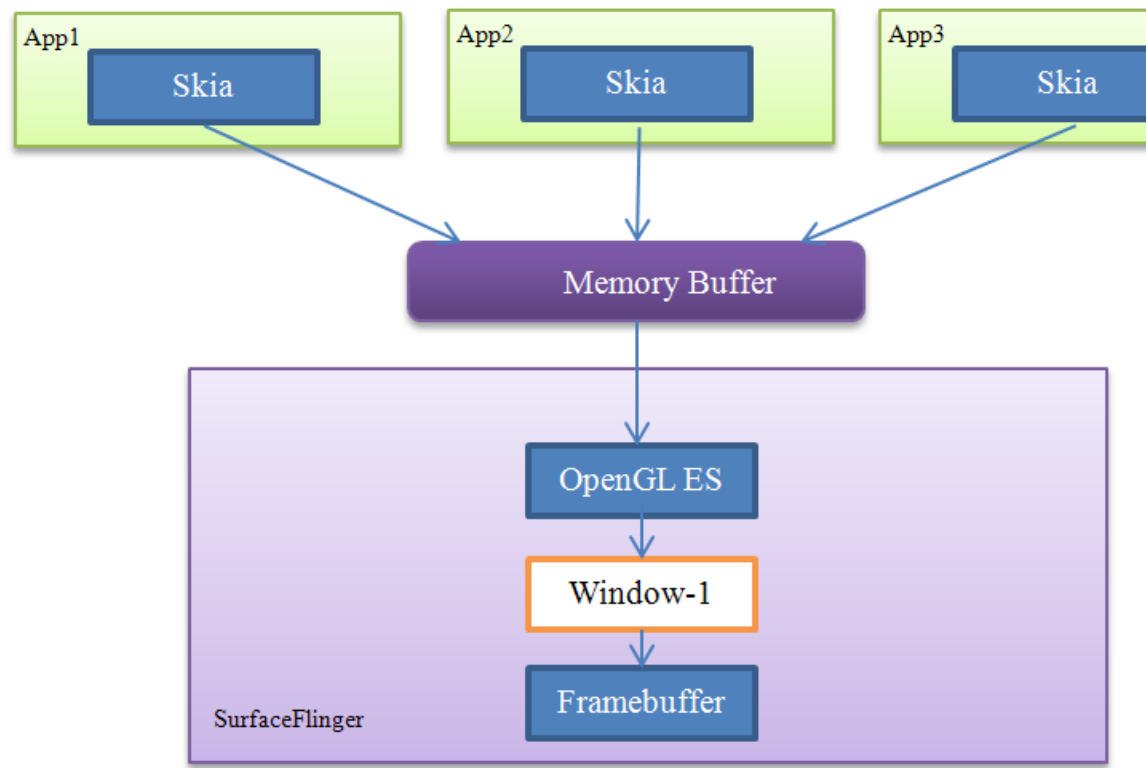 App1
Skia
App2
Skia
App3
Skia
Memory Buffer
OpenGL ES
Window-1
Framebuffer
SurfaceFlinger